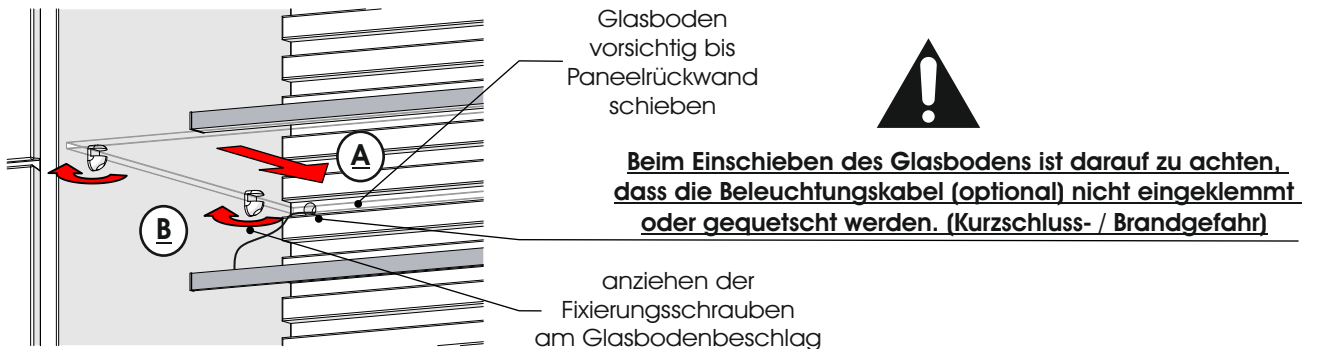 Glasboden
vorsichtig bis
Paneelrückwand
schieben
A
B
Beim Einschieben des Glasbodens ist darauf zu achten,
dass die Beleuchtungskabel (optional) nicht eingeklemmt
oder gequetscht werden. (Kurzschluss- / Brandgefahr)
anziehen der
Fixierungsschrauben
am Glasbodenbeschlag